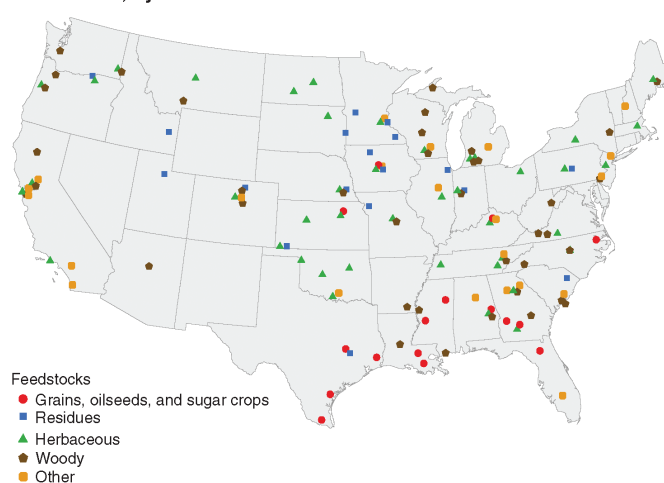 Feedstocks
Grains, oilseeds, and sugar crops
Residues
Herbaceous
Woody
Other